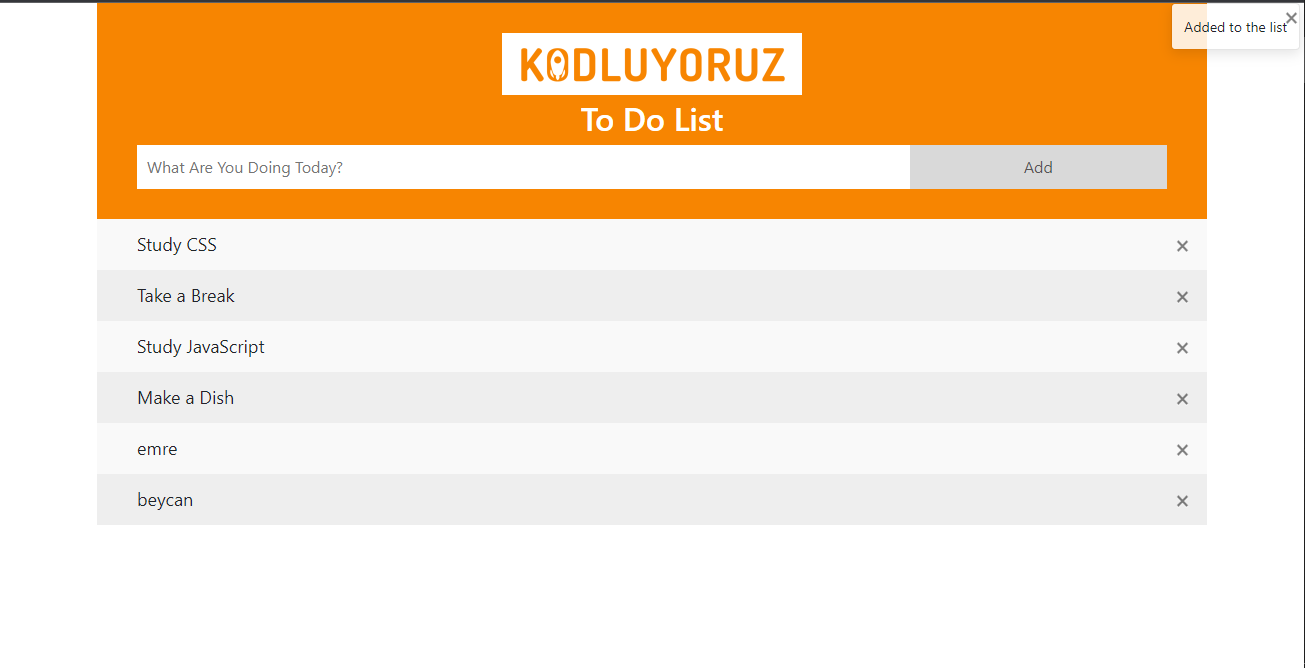 Added to the list
KODLUYORUZ
To Do List
What Are You Doing Today?
Add
Study CSS
Take a Break
Study JavaScript
Make a Dish
emre
beycan